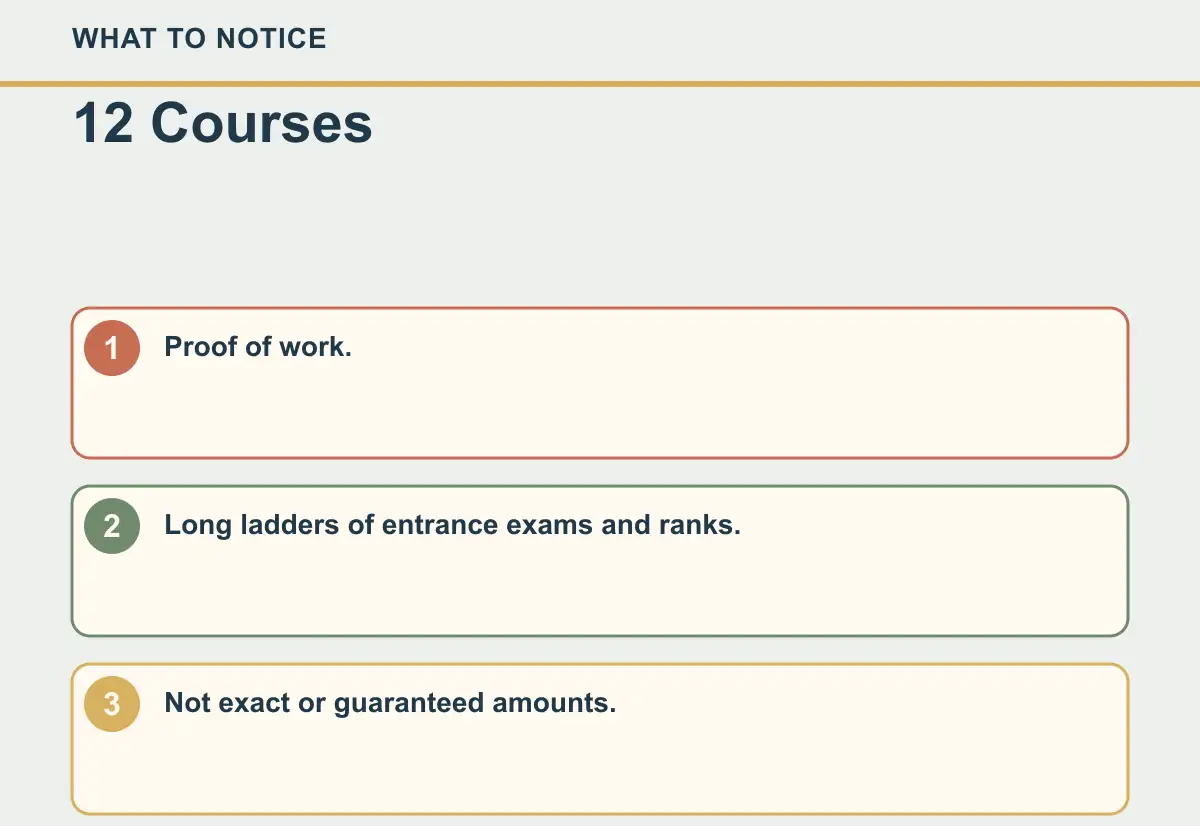 WHAT TO NOTICE
12 Courses
1 Proof of work.
2 Long ladders of entrance exams and ranks.
3 Not exact or guaranteed amounts.